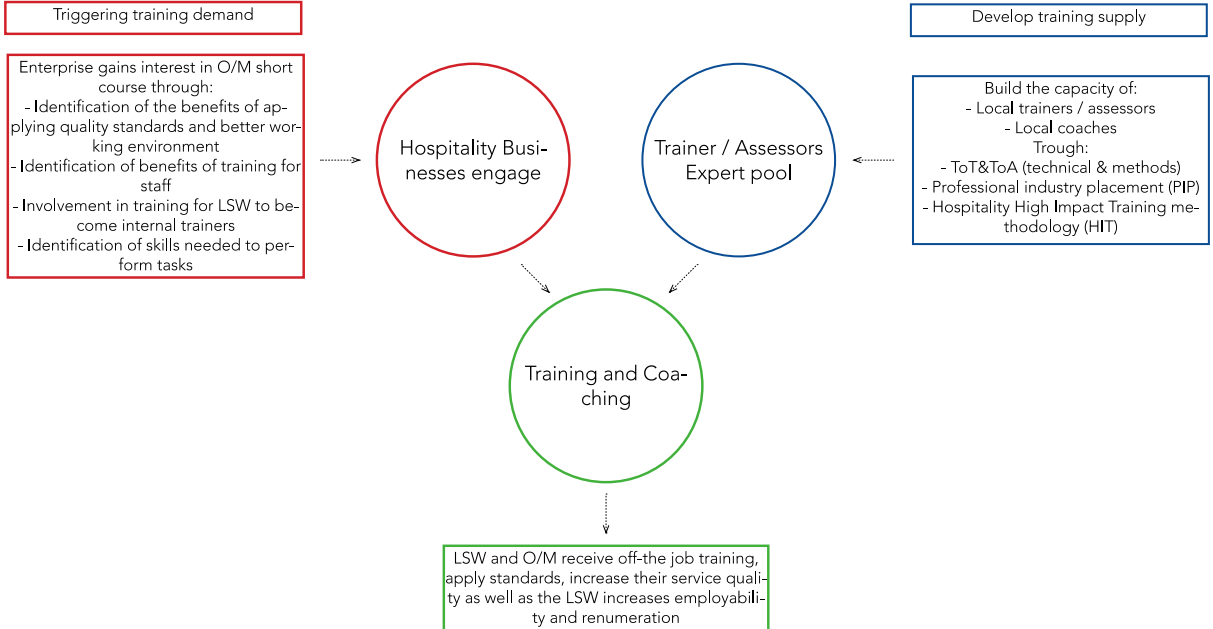 Triggering training demand
Develop training supply
Enterprise gains interest in O/M short
course through:
- Identification of the benefits of ap-
plying quality standards and better wor-
king environment
- Identification of benefits of training for
staff
- Involvement in training for LSW to be-
come internal trainers
- Identification of skills needed to per-
form tasks
Hospitality Busi-
nesses engage
Trainer / Assessors
Expert pool
Build the capacity of:
- Local trainers / assessors
- Local coaches
Trough:
- ToT&ToA (technical & methods)
- Professional industry placement (PIP)
- Hospitality High Impact Training me-
thodology (HIT)
Training and Coa-
ching
LSW and O/M receive off-the job training,
apply standards, increase their service quali-
ty as well as the LSW increases employabili-
ty and renumeration